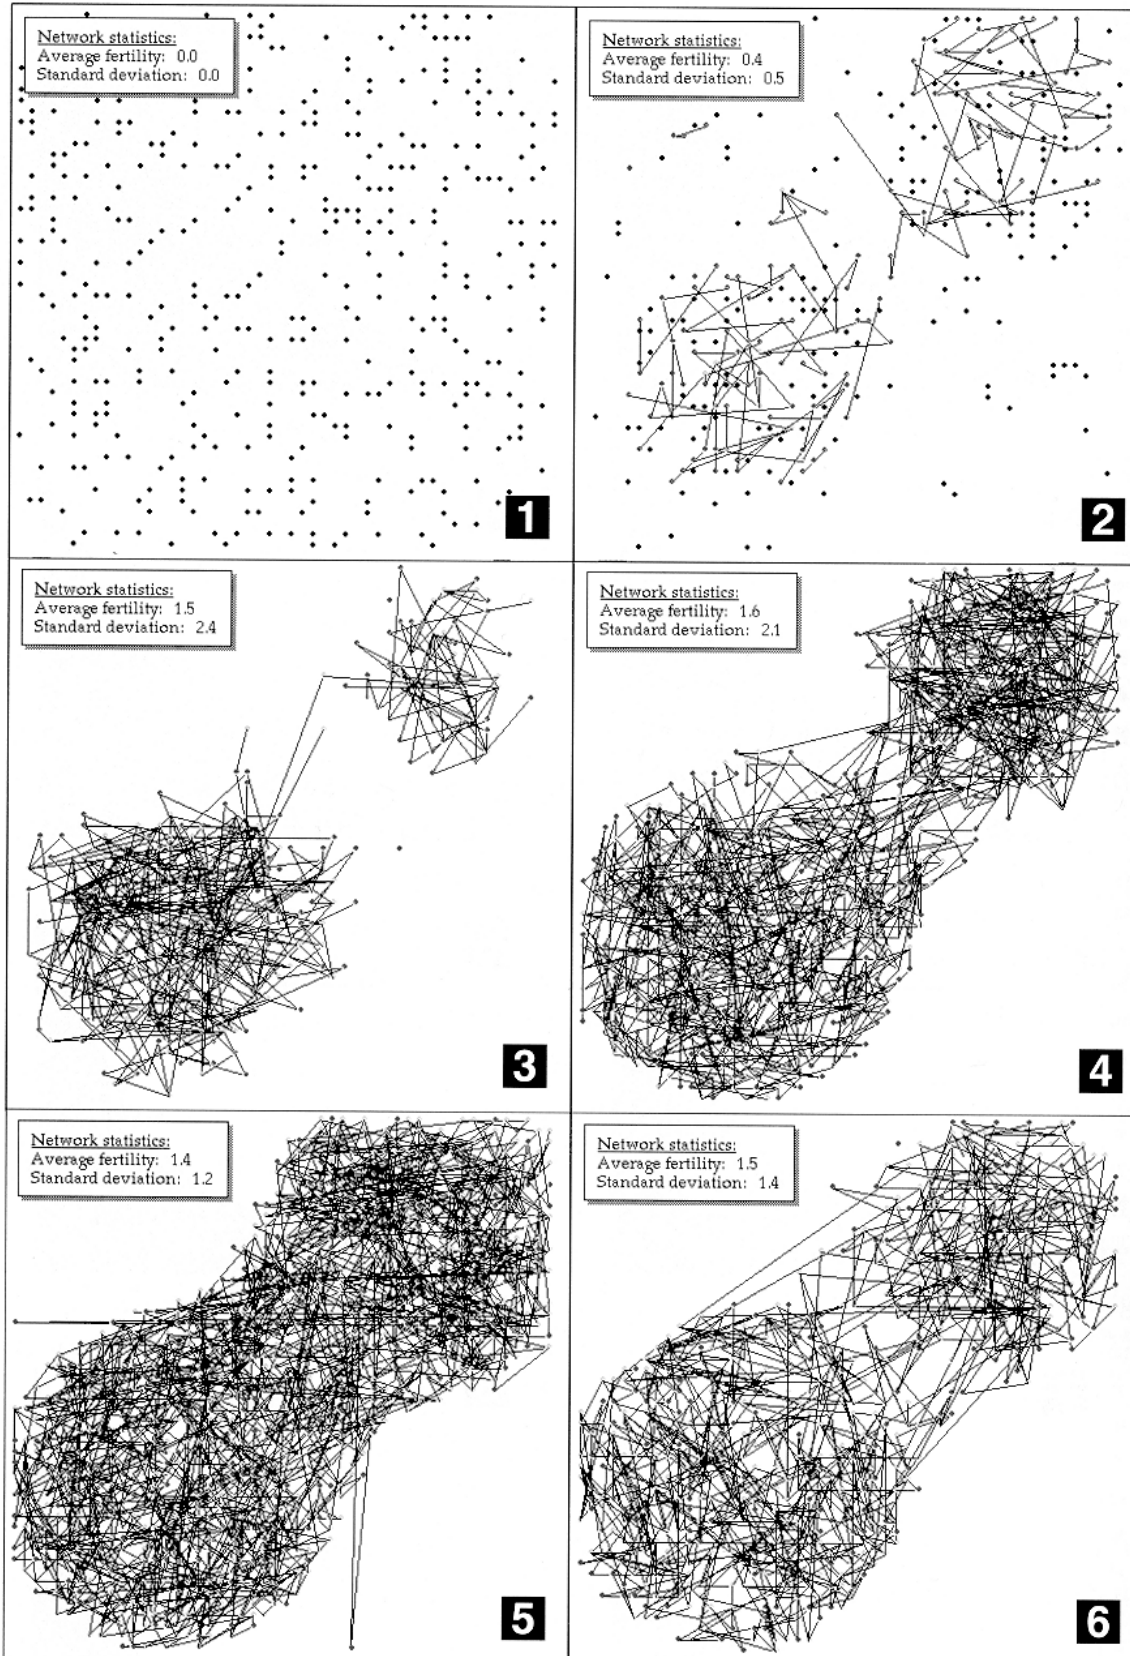 Network statistics:
Average fertility: 0.0
Standard deviation: 0.0
1
Network statistics:
Average fertility: 0.4
Standard deviation: 0.5
2
Network statistics:
Average fertility: 1.5
Standard deviation: 2.4
3
Network statistics:
Average fertility: 1.6
Standard deviation: 2.1
4
Network statistics:
Average fertility: 1.4
Standard deviation: 1.2
5
Network statistics:
Average fertility: 1.5
Standard deviation: 1.4
6